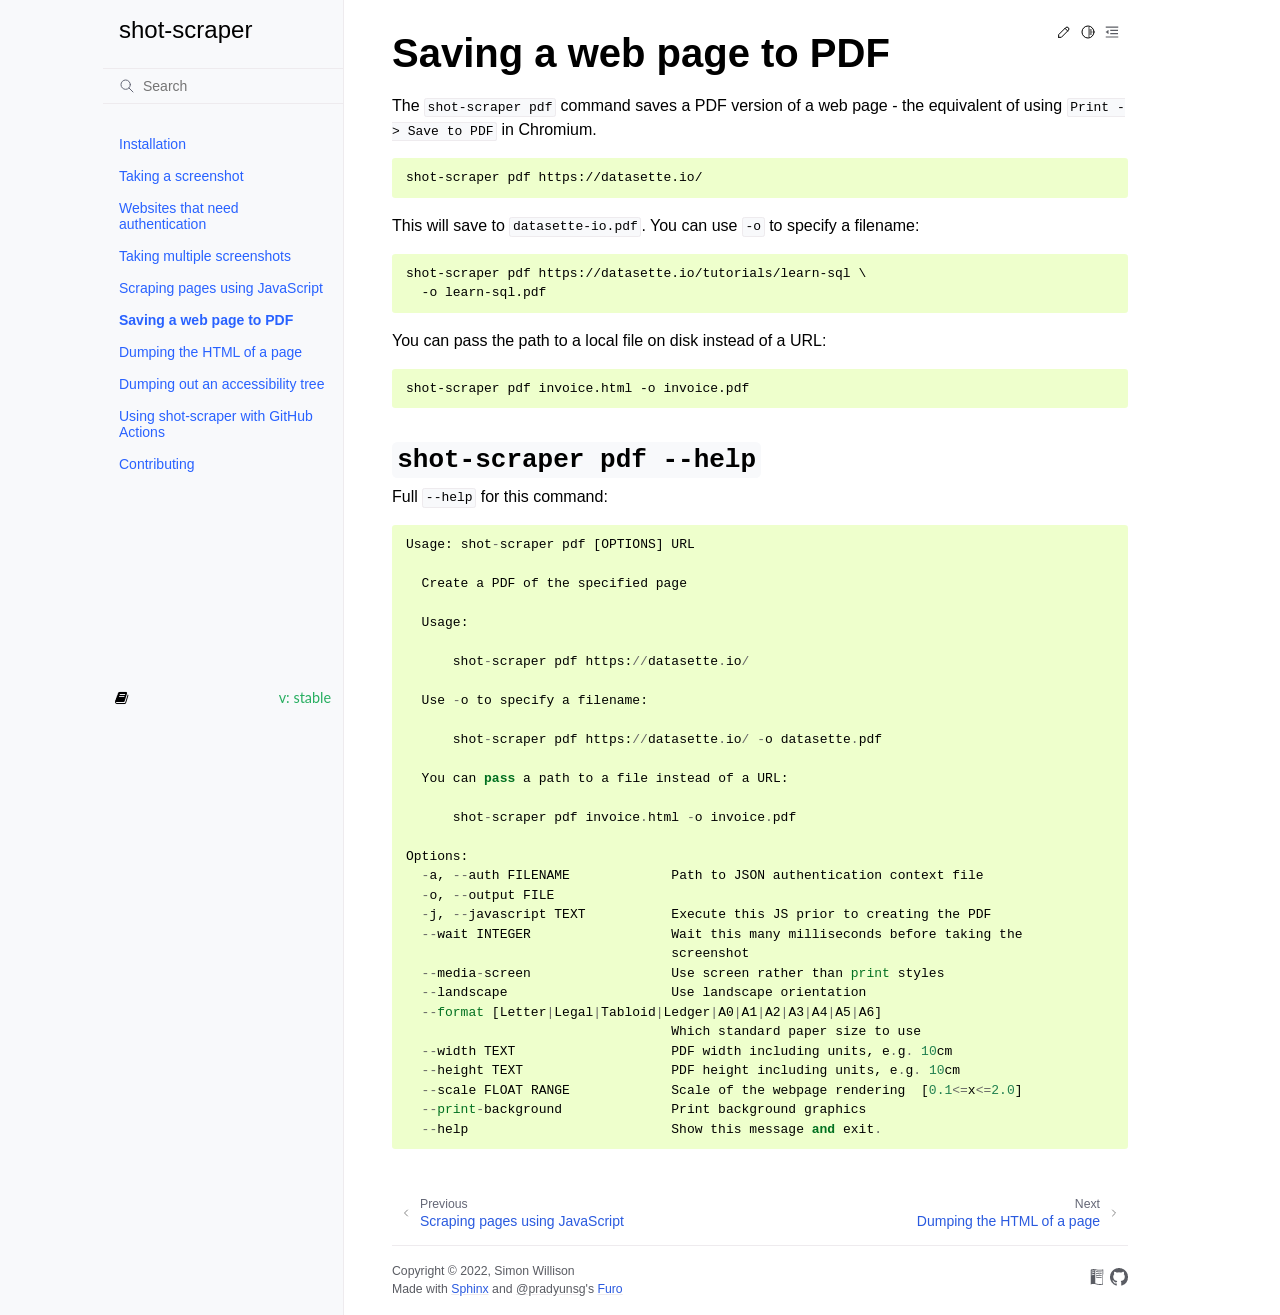 shot-scraper
Search
Installation
Taking a screenshot
Websites that need
authentication
Taking multiple screenshots
Scraping pages using JavaScript
Saving a web page to PDF
Dumping the HTML of a page
Dumping out an accessibility tree
Using shot-scraper with GitHub
Actions
Contributing
v: stable
Saving a web page to PDF
The shot-scraper pdf command saves a PDF version of a web page - the equivalent of using Print -
> Save to PDF in Chromium.
shot-scraper pdf https://datasette.io/
This will save to datasette-io.pdf. You can use -o to specify a filename:
shot-scraper pdf https://datasette.io/tutorials/learn-sql \
  -o learn-sql.pdf
You can pass the path to a local file on disk instead of a URL:
shot-scraper pdf invoice.html -o invoice.pdf
shot-scraper pdf --help
Full --help for this command:
Usage: shot-scraper pdf [OPTIONS] URL
  Create a PDF of the specified page
  Usage:
      shot-scraper pdf https://datasette.io/
  Use -o to specify a filename:
      shot-scraper pdf https://datasette.io/ -o datasette.pdf
  You can pass a path to a file instead of a URL:
      shot-scraper pdf invoice.html -o invoice.pdf
Options:
  -a, --auth FILENAME             Path to JSON authentication context file
  -o, --output FILE
  -j, --javascript TEXT           Execute this JS prior to creating the PDF
  --wait INTEGER                  Wait this many milliseconds before taking the
                                  screenshot
  --media-screen                  Use screen rather than print styles
  --landscape                     Use landscape orientation
  --format [Letter|Legal|Tabloid|Ledger|A0|A1|A2|A3|A4|A5|A6]
                                  Which standard paper size to use
  --width TEXT                    PDF width including units, e.g. 10cm
  --height TEXT                   PDF height including units, e.g. 10cm
  --scale FLOAT RANGE             Scale of the webpage rendering  [0.1<=x<=2.0]
  --print-background              Print background graphics
  --help                          Show this message and exit.
Previous
Scraping pages using JavaScript
Next
Dumping the HTML of a page
Copyright © 2022, Simon Willison
Made with Sphinx and @pradyunsg's Furo